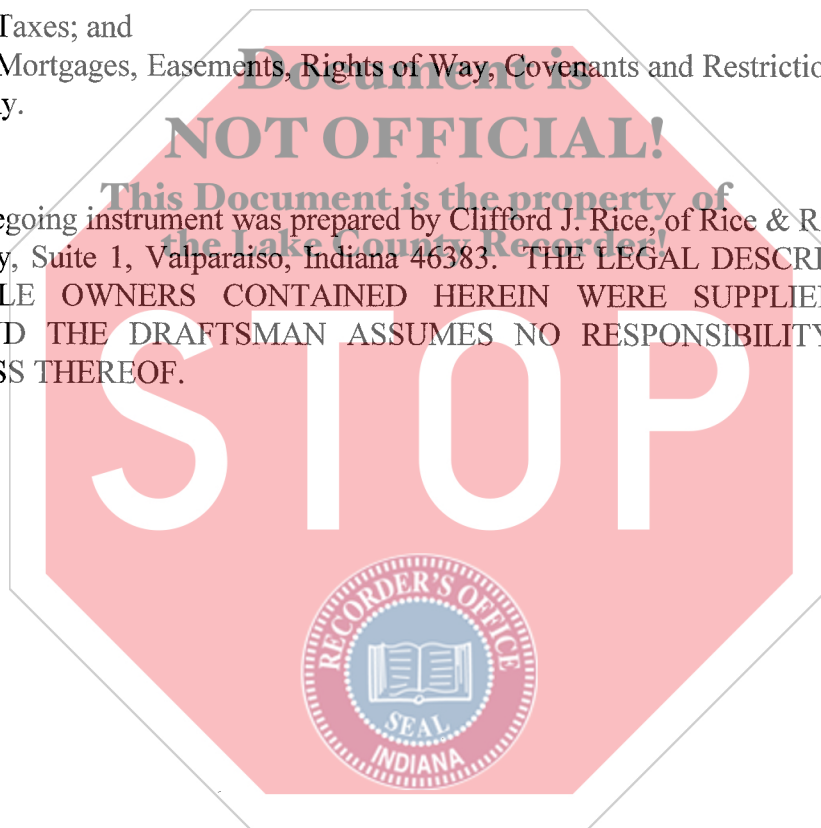 Taxes; and
Document is
Mortgages, Easements, Rights of Way, Covenants and Restrictio
y.
NOT OFFICIAL!
This Document is the property of
egoing instrument was prepared by Clifford J. Rice, of Rice & R
the Lake County Recorder!
y, Suite 1, Valparaiso, Indiana 46383. THE LEGAL DESCRI
LE OWNERS CONTAINED HEREIN WERE SUPPLIE
D THE DRAFTSMAN ASSUMES NO RESPONSIBILITY
SS THEREOF.
STOP
RECORDER'S OFFICE
SEAL
INDIANA